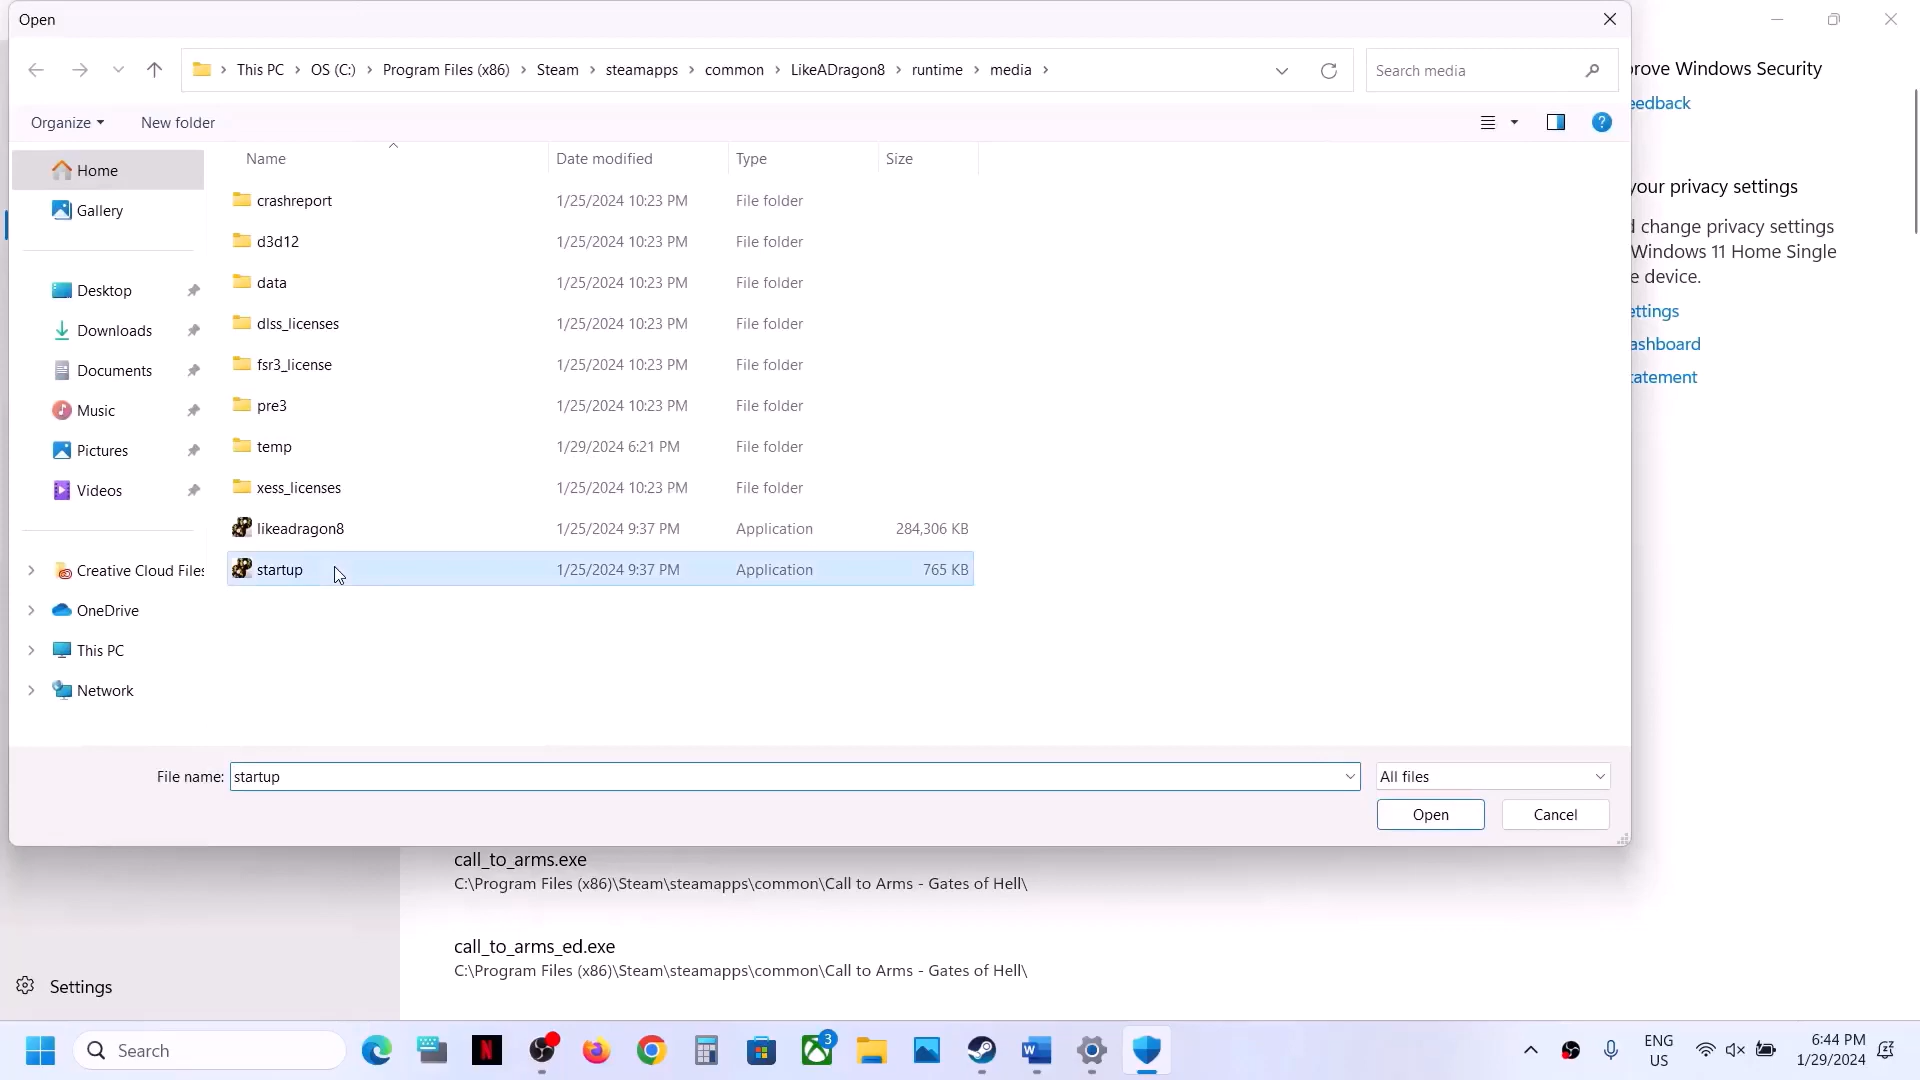 Open
This PC > OS (C:) > Program Files (x86) > Steam > steamapps > common > LikeADragon8 > runtime > media >
Search media
Organize
New folder
Name
Date modified
Type
Size
Home
Gallery
Desktop
Downloads
Documents
Music
Pictures
Videos
Creative Cloud Files
OneDrive
This PC
Network
crashreport 1/25/2024 10:23 PM File folder
d3d12 1/25/2024 10:23 PM File folder
data 1/25/2024 10:23 PM File folder
dlss_licenses 1/25/2024 10:23 PM File folder
fsr3_license 1/25/2024 10:23 PM File folder
pre3 1/25/2024 10:23 PM File folder
temp 1/29/2024 6:21 PM File folder
xess_licenses 1/25/2024 10:23 PM File folder
likeadragon8 1/25/2024 9:37 PM Application 284,306 KB
startup 1/25/2024 9:37 PM Application 765 KB
File name: startup
All files
Open
Cancel
prove Windows Security
eedback
your privacy settings
d change privacy settings
Windows 11 Home Single
e device.
ettings
ashboard
tatement
call_to_arms.exe
C:\Program Files (x86)\Steam\steamapps\common\Call to Arms - Gates of Hell\
call_to_arms_ed.exe
C:\Program Files (x86)\Steam\steamapps\common\Call to Arms - Gates of Hell\
Settings
Search
N
3
W
ENG
US
6:44 PM
1/29/2024